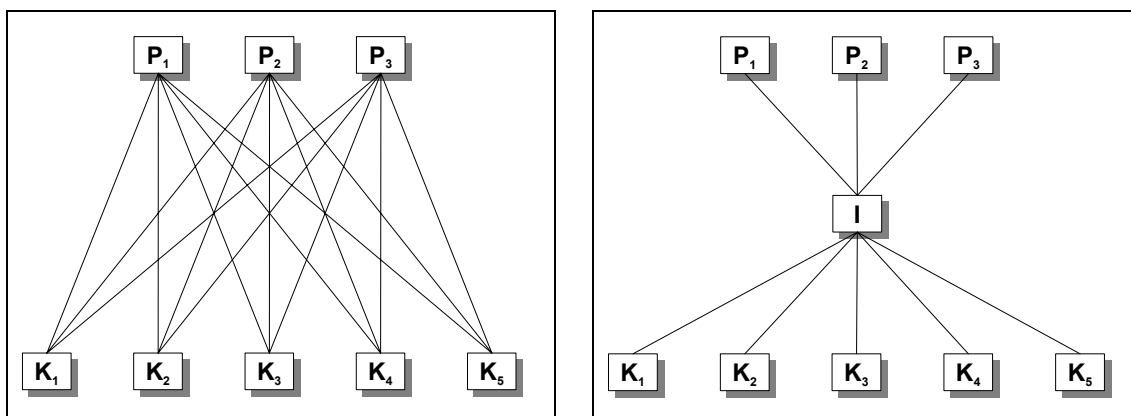 P₁ P₂ P₃
K₁ K₂ K₃ K₄ K₅
P₁ P₂ P₃
I
K₁ K₂ K₃ K₄ K₅